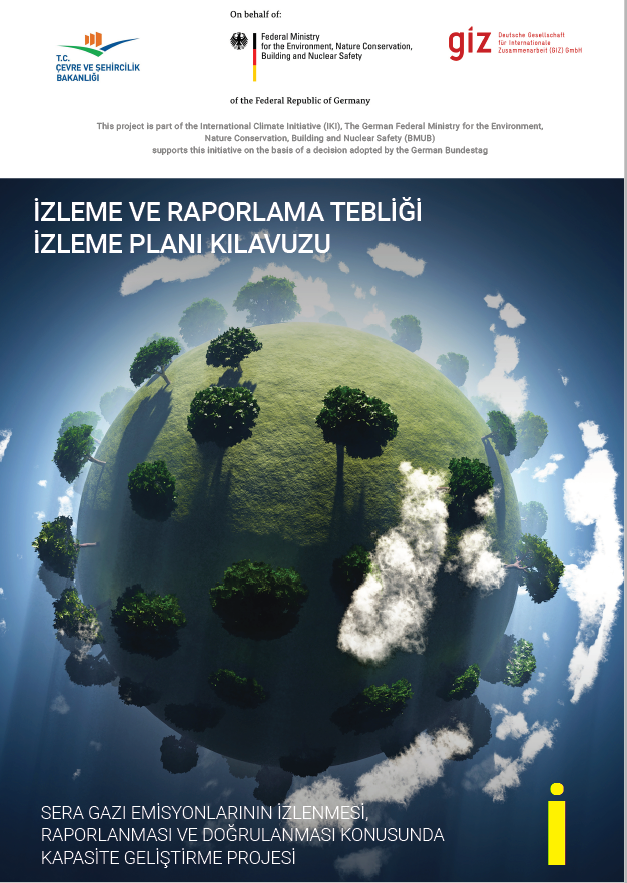 T.C.
ÇEVRE VE ŞEHİRCİLİK
BAKANLIĞI
On behalf of:
Federal Ministry
for the Environment, Nature Conservation,
Building and Nuclear Safety
of the Federal Republic of Germany
giz
Deutsche Gesellschaft
für Internationale
Zusammenarbeit (GIZ) GmbH
This project is part of the International Climate Initiative (IKI), The German Federal Ministry for the Environment,
Nature Conservation, Building and Nuclear Safety (BMUB)
supports this initiative on the basis of a decision adopted by the German Bundestag
İZLEME VE RAPORLAMA TEBLİĞİ
İZLEME PLANI KILAVUZU
SERA GAZI EMİSYONLARININ İZLENMESİ,
RAPORLANMASI VE DOĞRULANMASI KONUSUNDA
KAPASİTE GELİŞTİRME PROJESİ
i